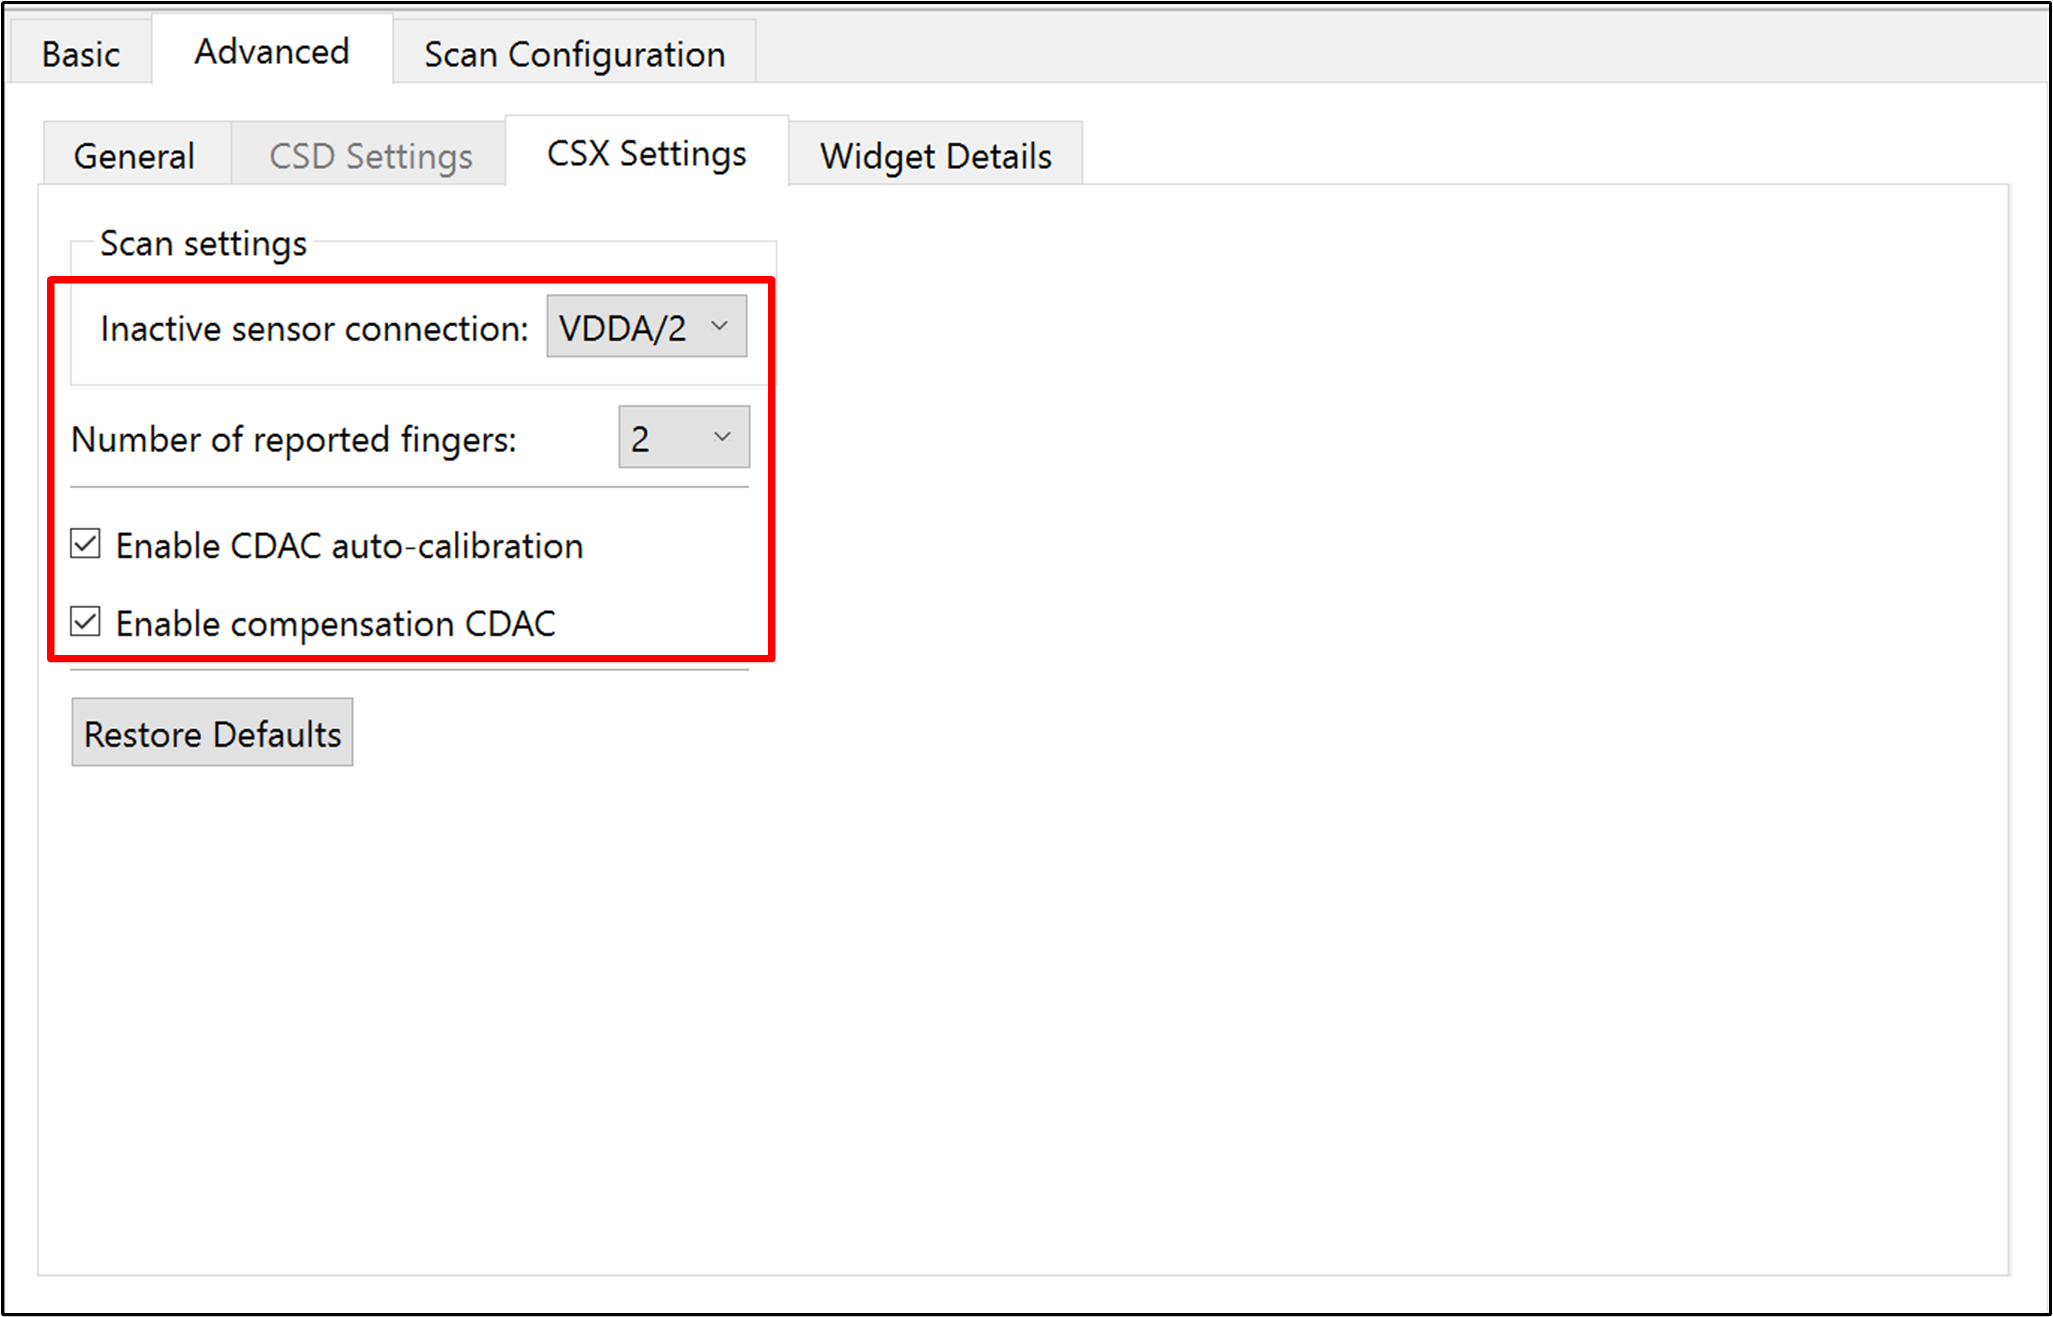 Basic Advanced Scan Configuration
General CSD Settings CSX Settings Widget Details
Scan settings
Inactive sensor connection: VDDA/2
Number of reported fingers: 2
Enable CDAC auto-calibration
Enable compensation CDAC
Restore Defaults